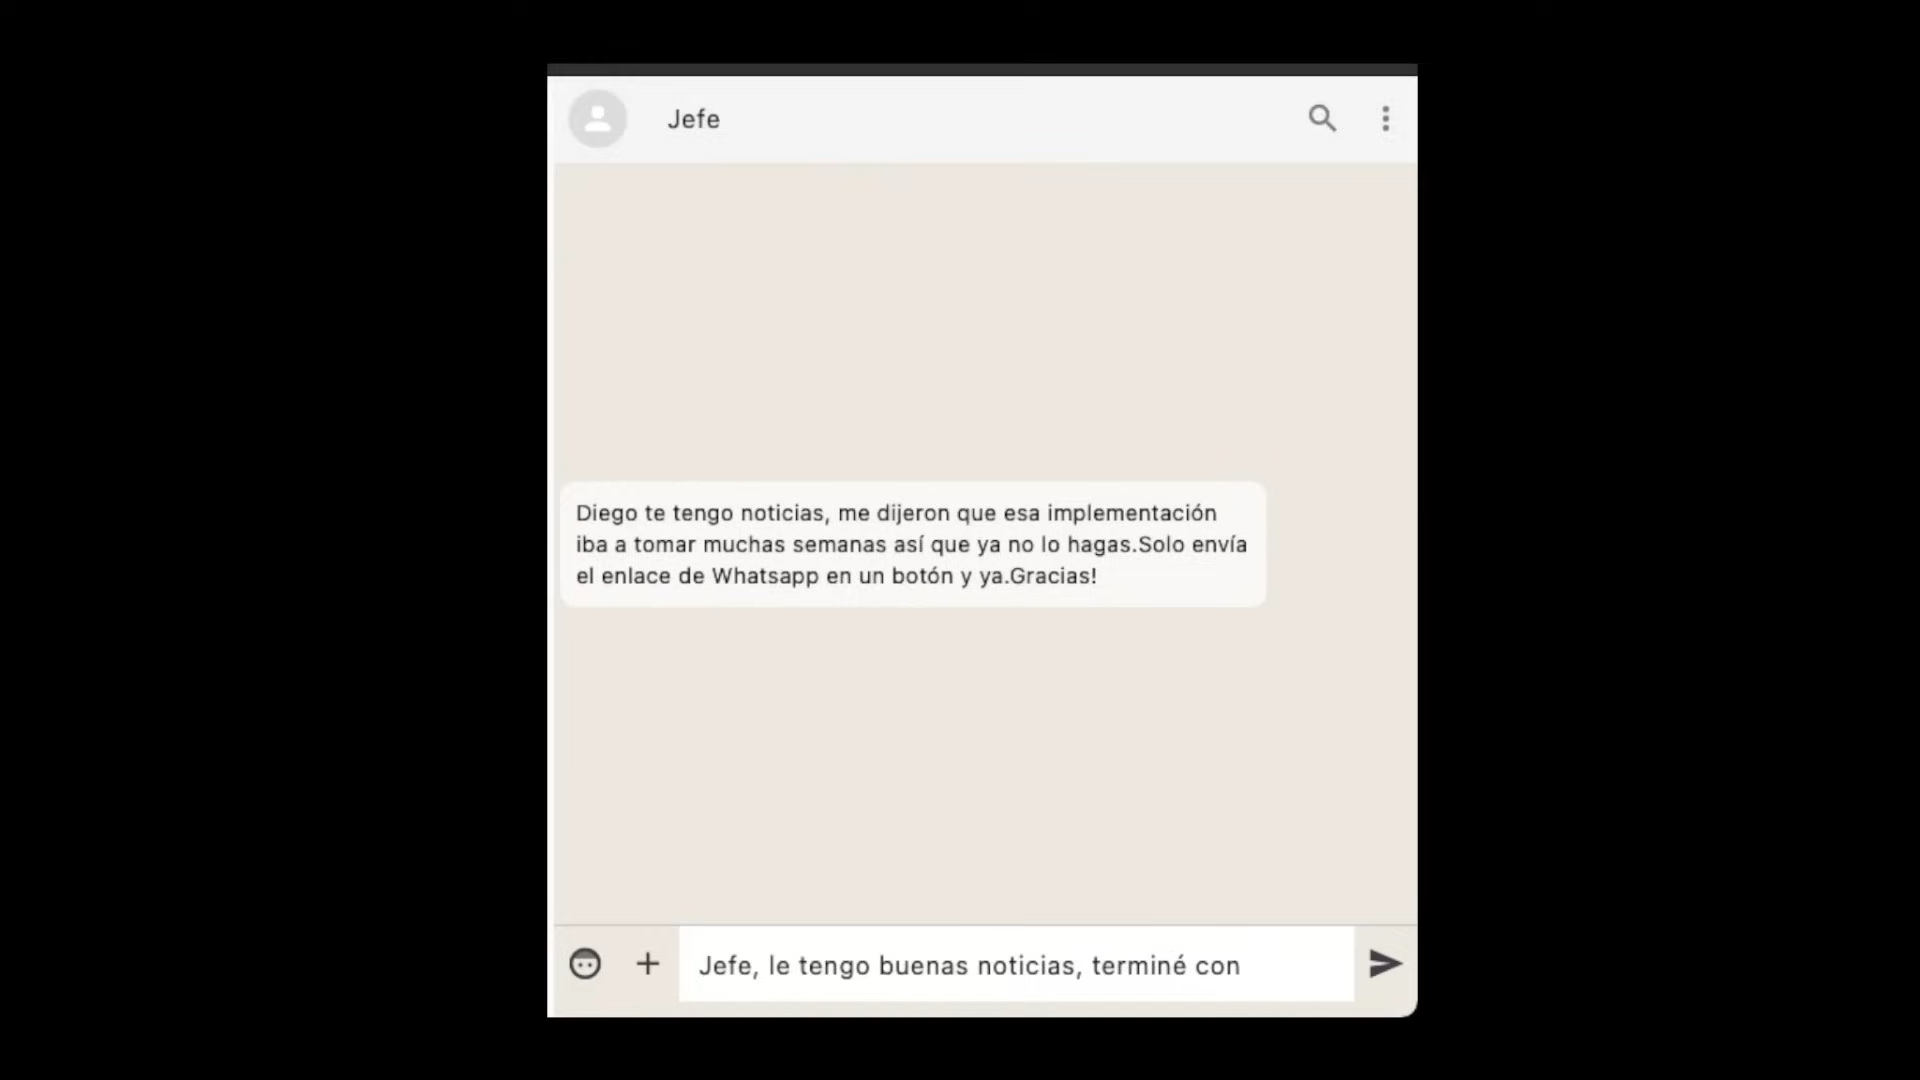 Jefe
Diego te tengo noticias, me dijeron que esa implementación
iba a tomar muchas semanas así que ya no lo hagas.Solo envía
el enlace de Whatsapp en un botón y ya.Gracias!
Jefe, le tengo buenas noticias, terminé con